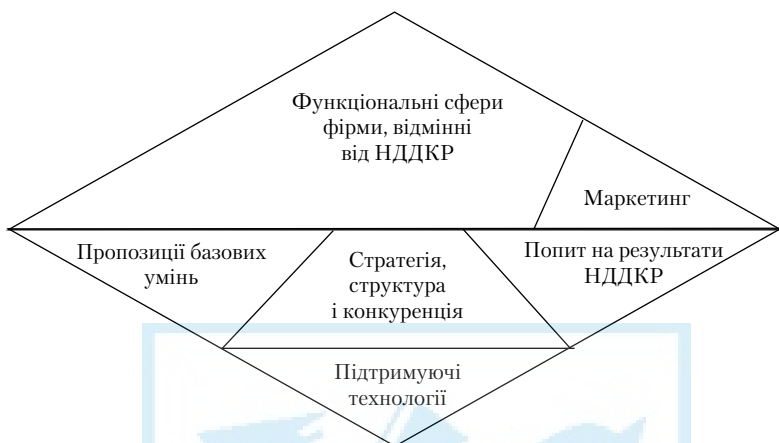 Функціональні сфери
фірми, відмінні
від НДДКР
Маркетинг
Пропозиції базових
умінь
Стратегія,
структура
і конкуренція
Попит на результати
НДДКР
Підтримуючі
технології